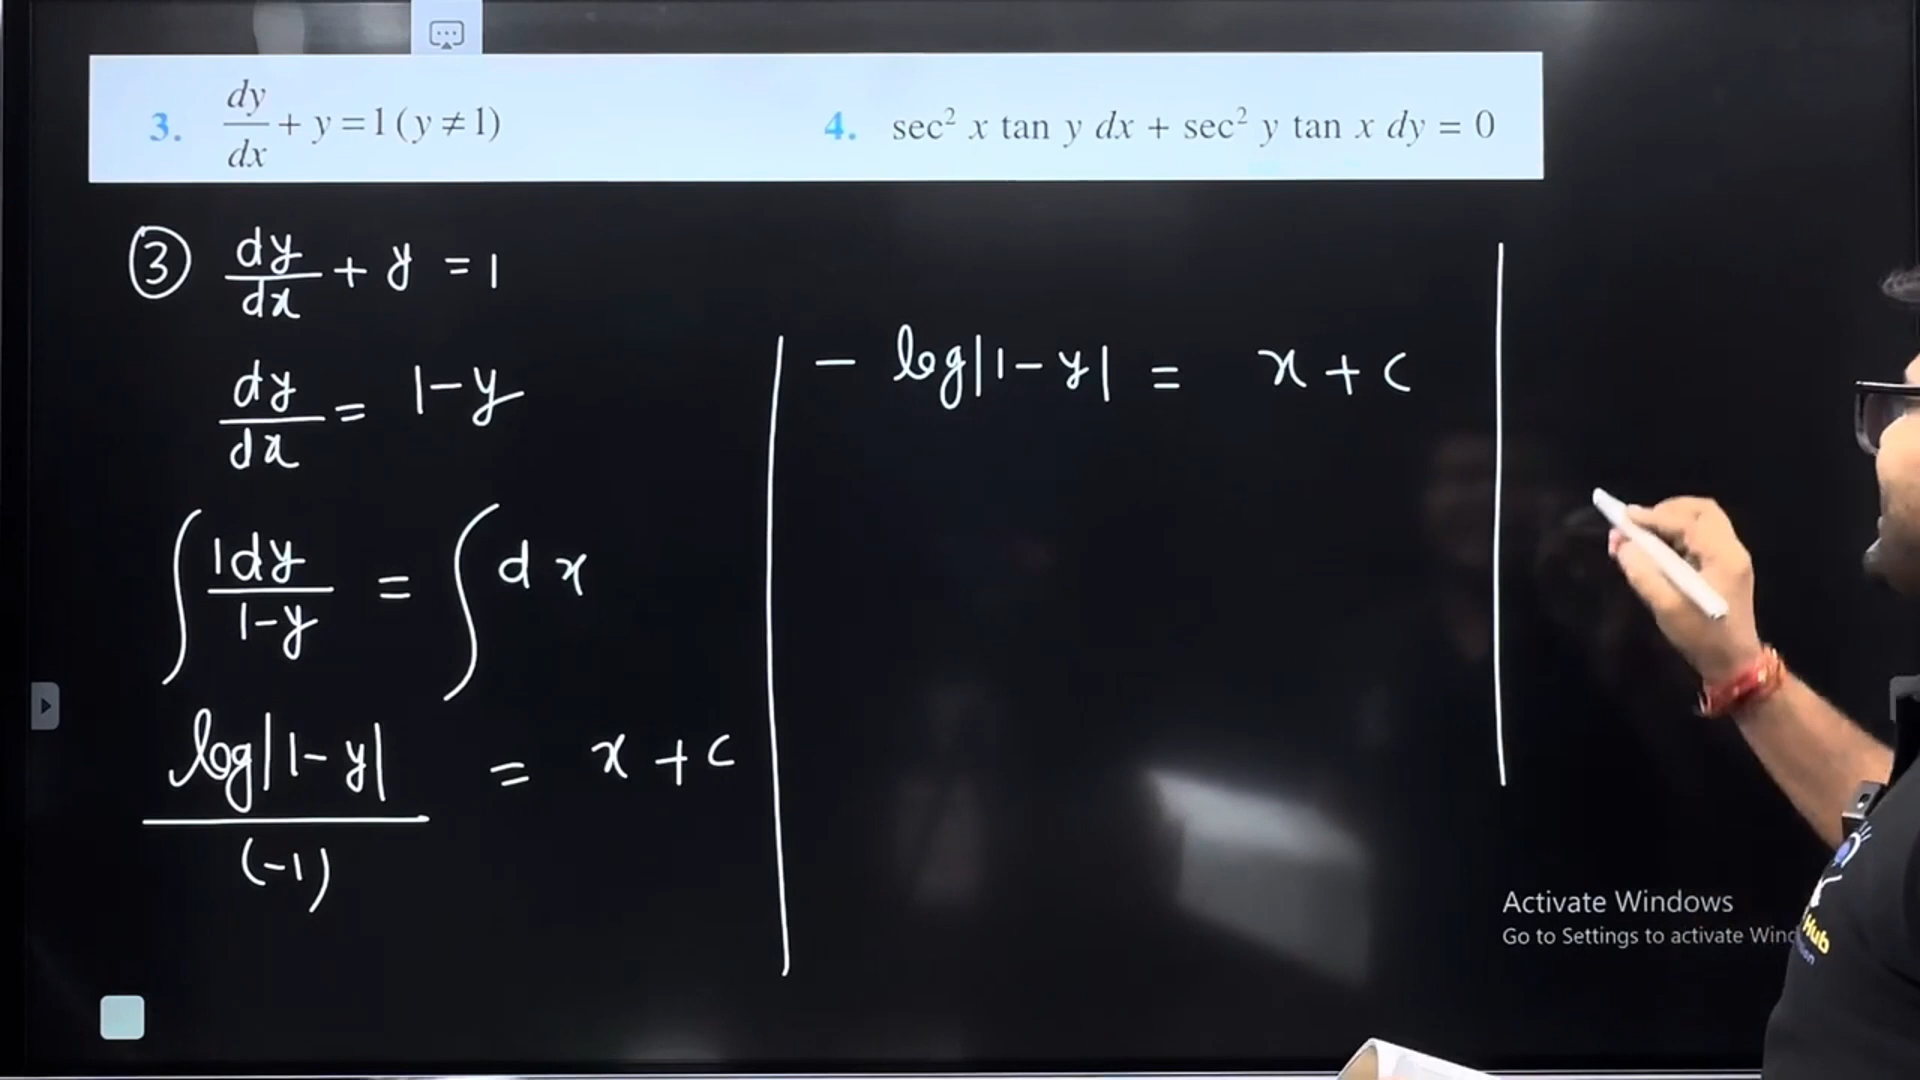 3. dy/dx + y = 1 (y ≠ 1)
4. sec² x tan y dx + sec² y tan x dy = 0
③ dy/dx + y = 1
dy/dx = 1-y
∫ 1dy/1-y = ∫ dx
log|1-y|/(-1) = x + c
- log|1-y| = x + c
Activate Windows
Go to Settings to activate Wind
Hub